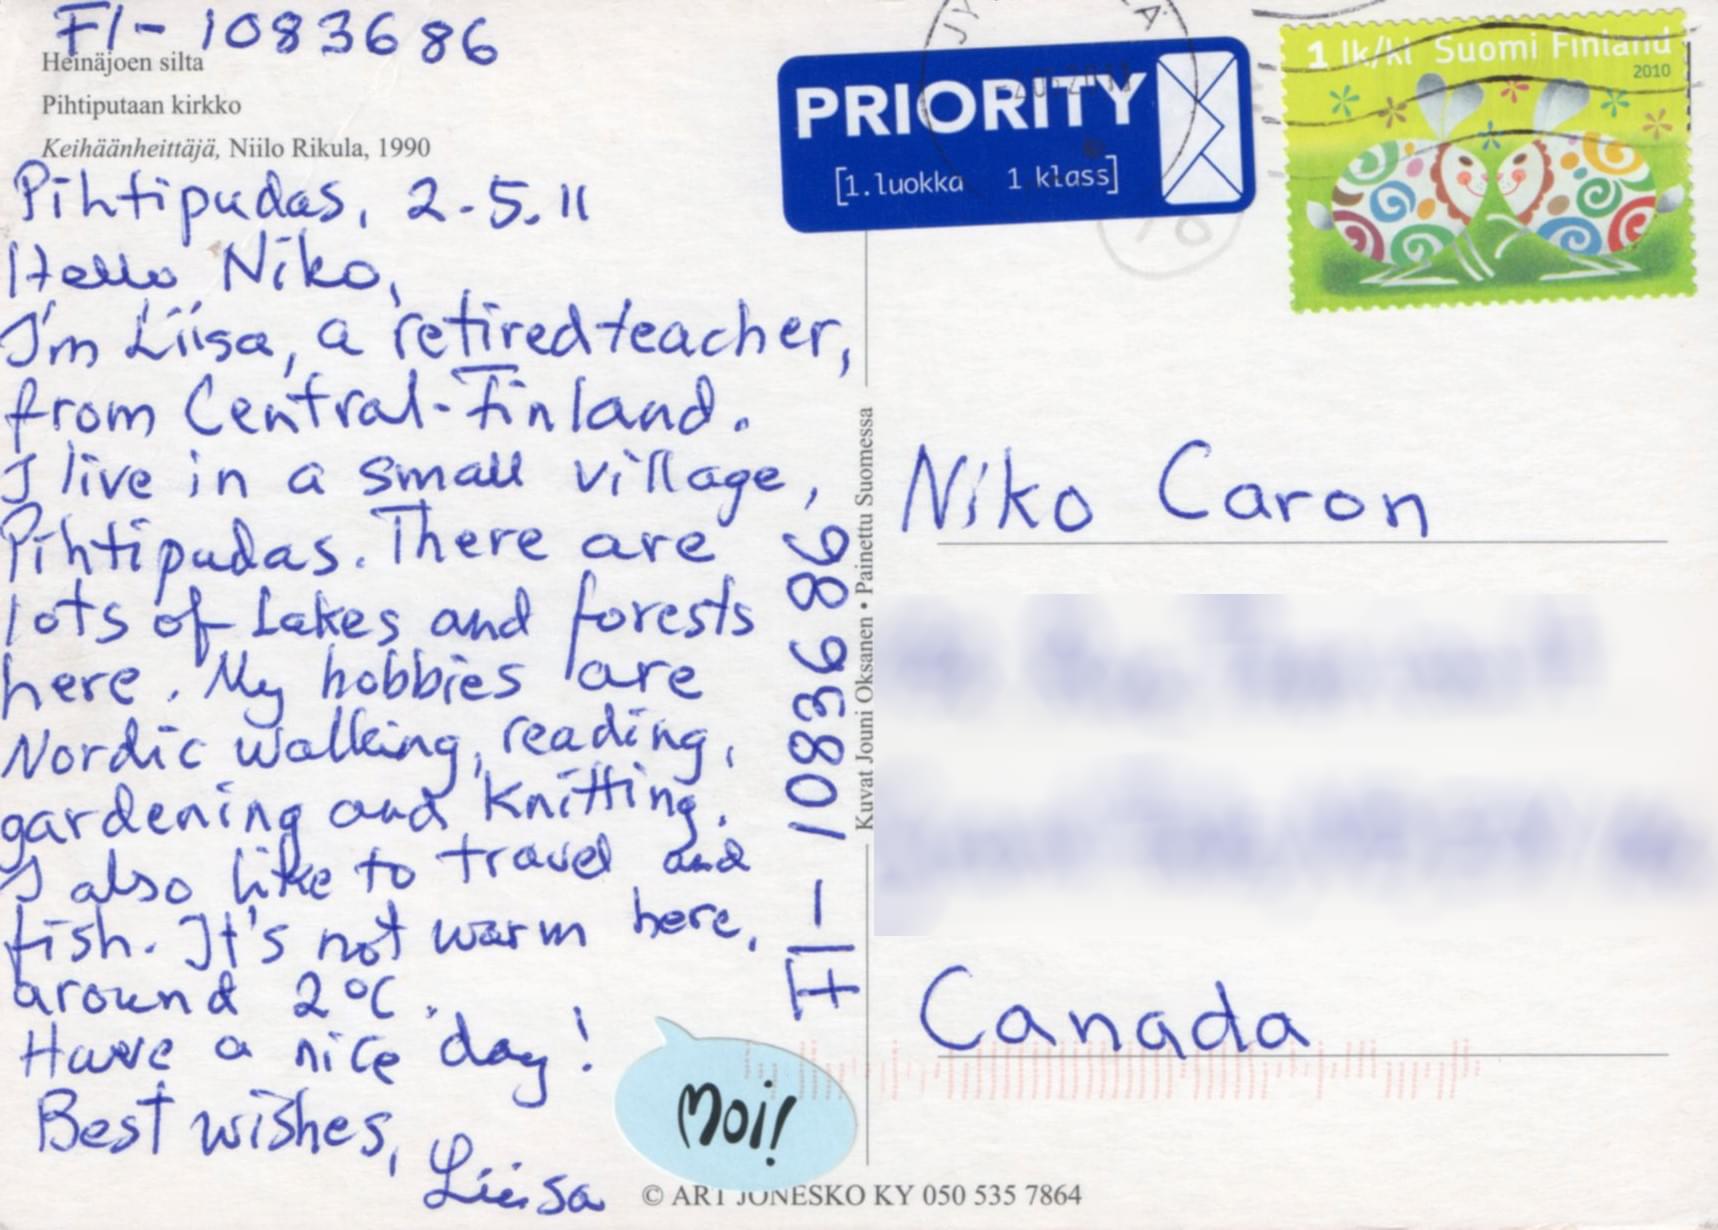 FI-1083686
Heinäjoen silta
Pihtiputaan kirkko
Keihäänheittäjä, Niilo Rikula, 1990
Pihtipudas, 2-5.11
Hello Niko,
I'm Liisa, a retired teacher,
from Central-Finland.
I live in a small village,
Pihtipudas. There are
lots of Lakes and forests
here. My hobbies are
Nordic walking, reading,
gardening and knitting.
I also like to travel and
fish. It's not warm here,
around 2°C.
Have a nice day!
Best wishes,
Liisa
FI-1083686
Moi!
Kuvat Jouni Oksanen • Painettu Suomessa
© ART JONESKO KY 050 535 7864
PRIORITY
[1.luokka 1 klass]
1 lk/kl Suomi Finland
2010
Niko Caron
Canada